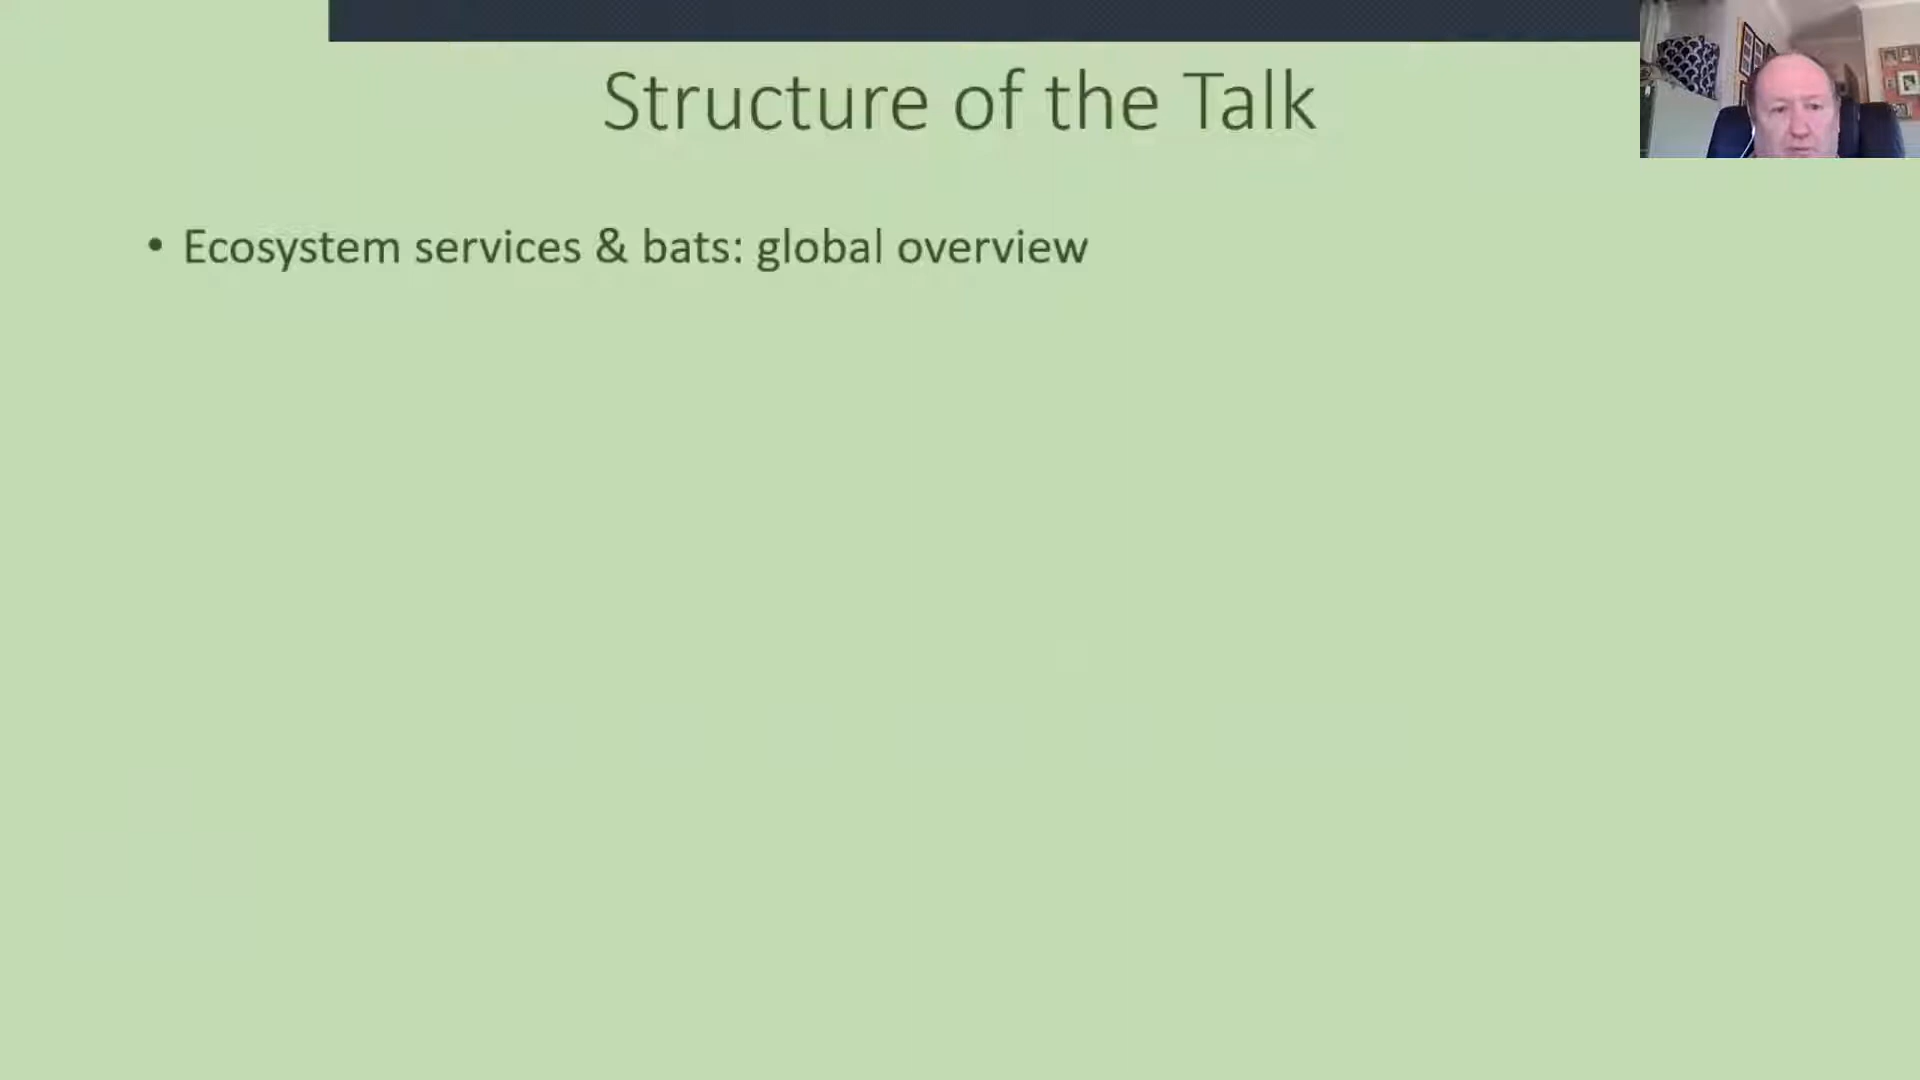 Structure of the Talk
• Ecosystem services & bats: global overview